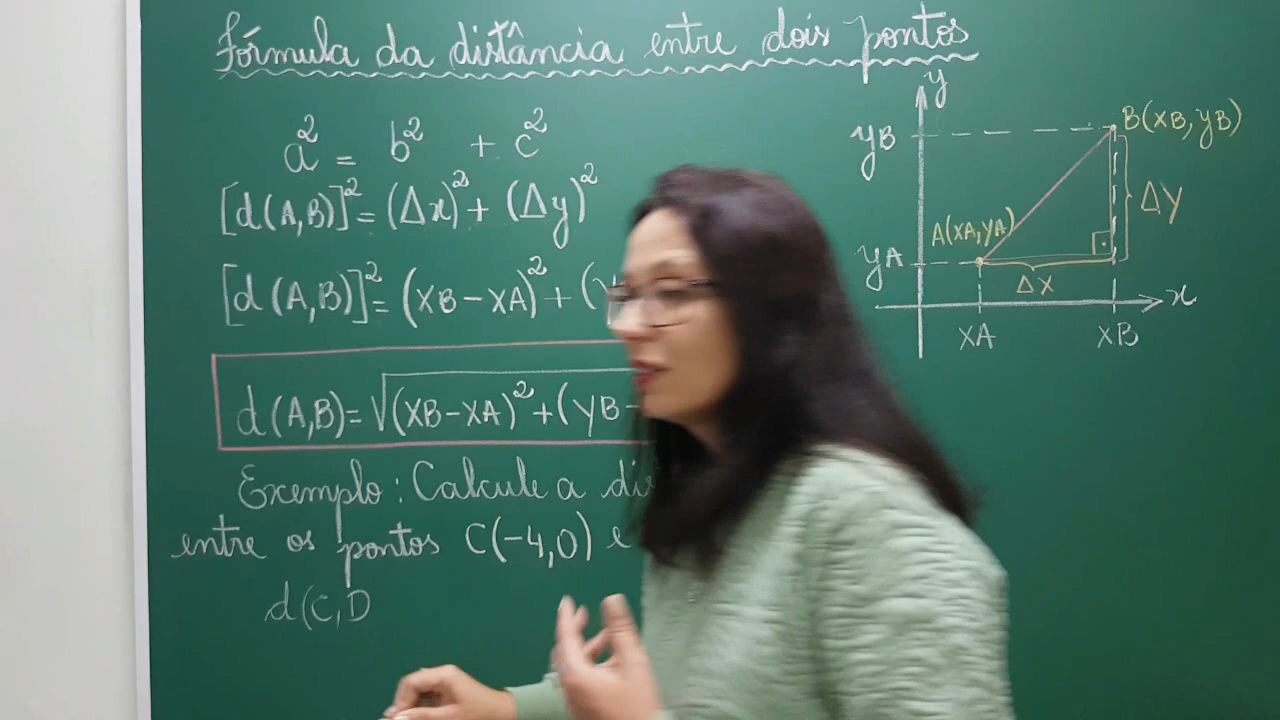 Fórmula da distância entre dois pontos
a² = b² + c²
[d(A,B)]² = (Δx)² + (Δy)²
[d(A,B)]² = (XB-XA)² + (
d(A,B) = √(XB-XA)² + (YB-
Exemplo: Calcule a
entre os pontos C(-4,0) e
d(C,D
y
yB
B(XB,yB)
ΔY
A(XA,yA)
yA
ΔX
x
XA
XB